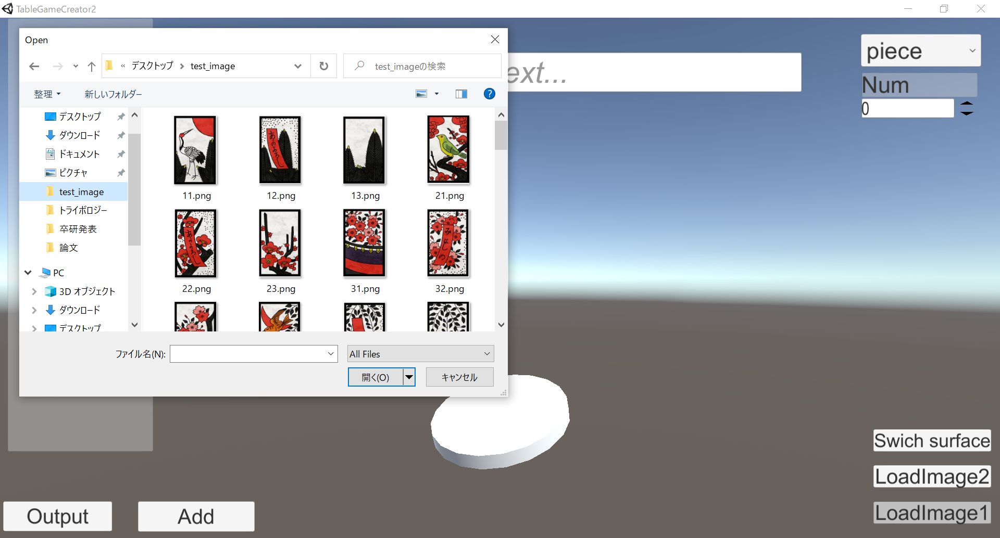 TableGameCreator2
Open
« デスクトップ › test_image
test_imageの検索
整理
新しいフォルダー
?
デスクトップ
ダウンロード
ドキュメント
ピクチャ
test_image
トライボロジー
卒研発表
論文
PC
3D オブジェクト
ダウンロード
デスクトップ
あのよろし
11.png
12.png
13.png
21.png
あのよろし
みよしの
22.png
23.png
31.png
32.png
ファイル名(N):
All Files
開く(O)
キャンセル
ext...
piece
Num
0
Swich surface
LoadImage2
LoadImage1
Output
Add